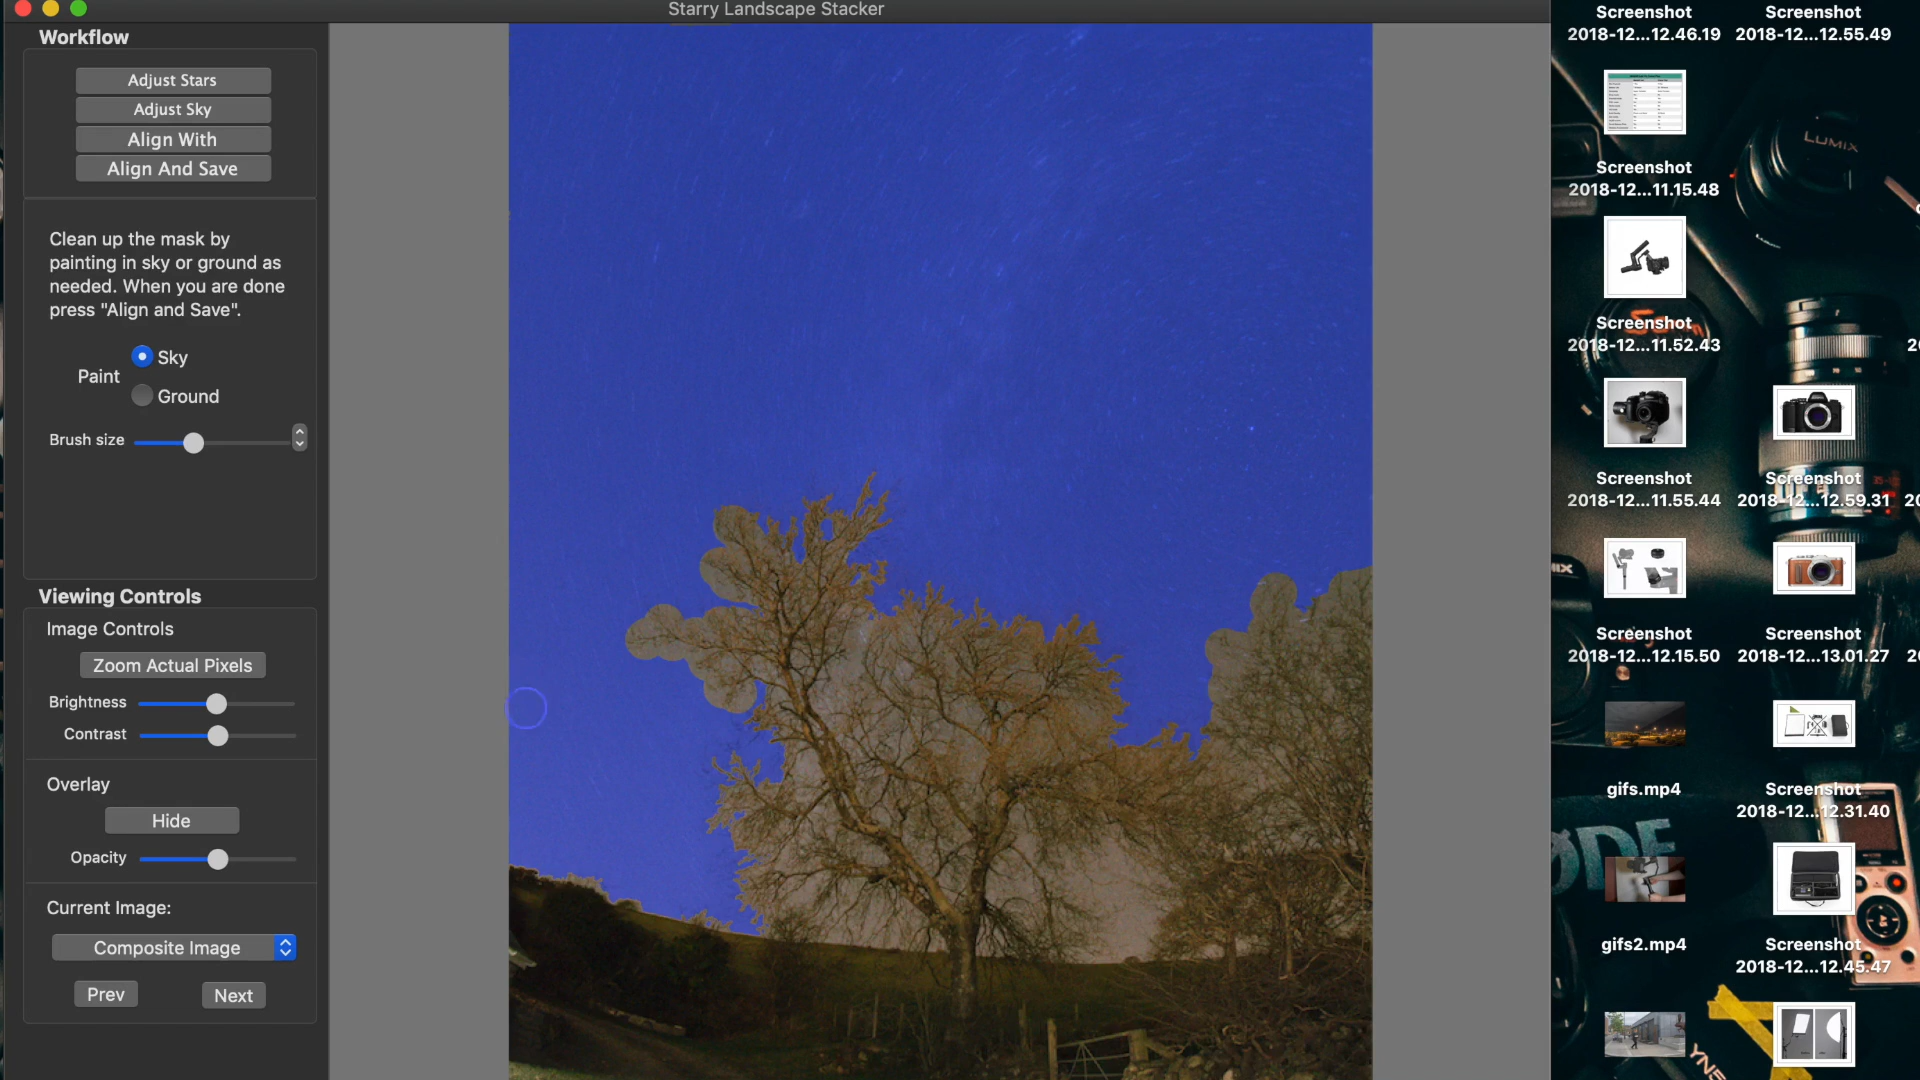 Starry Landscape Stacker
Workflow
Adjust Stars
Adjust Sky
Align With
Align And Save
Clean up the mask by
painting in sky or ground as
needed. When you are done
press "Align and Save".
Paint
Sky
Ground
Brush size
Viewing Controls
Image Controls
Zoom Actual Pixels
Brightness
Contrast
Overlay
Hide
Opacity
Current Image:
Composite Image
Prev
Next
Screenshot
2018-12...12.46.19
Screenshot
2018-12...12.55.49
Screenshot
2018-12...11.15.48
Screenshot
2018-12...11.52.43
Screenshot
2018-12...11.55.44
Screenshot
2018-12...12.59.31
Screenshot
2018-12...12.15.50
Screenshot
2018-12...13.01.27
gifs.mp4
Screenshot
2018-12...12.31.40
gifs2.mp4
Screenshot
2018-12...12.45.47
LUMIX